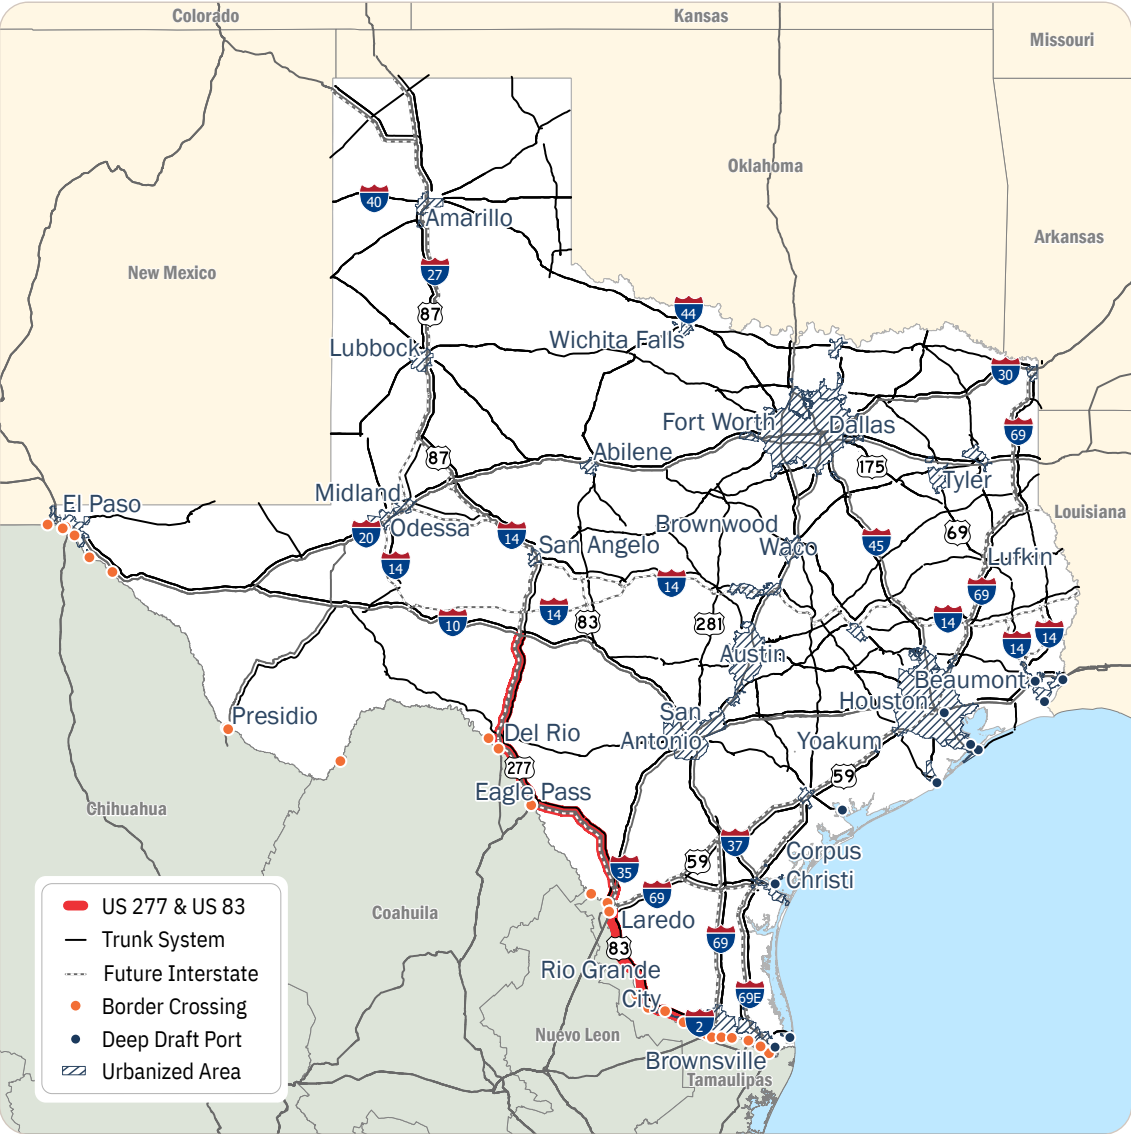 Colorado
Kansas
Missouri
Oklahoma
40
Amarillo
Arkansas
New Mexico
27
87
44
Wichita Falls
Lubbock
30
Fort Worth
Dallas
69
87
Abilene
175
Tyler
Midland
El Paso
Louisiana
20
Odessa
14
Brownwood
Waco
45
69
San Angelo
Lufkin
14
14
69
14
10
83
281
14
14
14
Austin
Beaumont
Houston
Presidio
San
Antonio
Del Rio
Yoakum
277
59
Eagle Pass
Chihuahua
37
Corpus
Christi
59
35
69
US 277 & US 83
Coahuila
Laredo
Trunk System
83
69
Future Interstate
Rio Grande
City
69E
Border Crossing
2
Deep Draft Port
Nuevo Leon
Brownsville
Urbanized Area
Tamaulipas